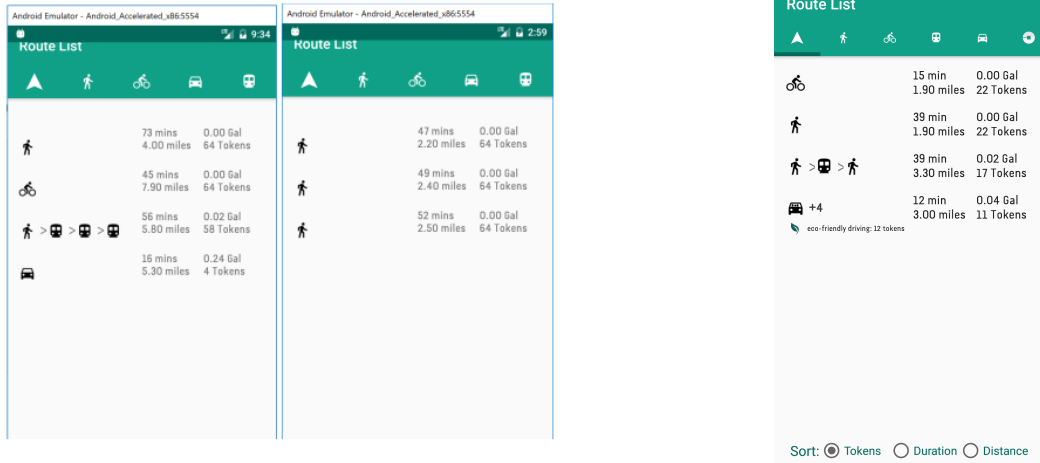 Android Emulator - Android_Accelerated_x86:5554
9:34
Route List
73 mins 0.00 Gal
4.00 miles 64 Tokens
45 mins 0.00 Gal
7.90 miles 64 Tokens
> > >
56 mins 0.02 Gal
5.80 miles 58 Tokens
16 mins 0.24 Gal
5.30 miles 4 Tokens
Android Emulator - Android_Accelerated_x86:5554
2:59
Route List
47 mins 0.00 Gal
2.20 miles 64 Tokens
49 mins 0.00 Gal
2.40 miles 64 Tokens
52 mins 0.00 Gal
2.50 miles 64 Tokens
Route List
15 min 0.00 Gal
1.90 miles 22 Tokens
39 min 0.00 Gal
1.90 miles 22 Tokens
> >
39 min 0.02 Gal
3.30 miles 17 Tokens
+4
12 min 0.04 Gal
3.00 miles 11 Tokens
eco-friendly driving: 12 tokens
Sort: Tokens Duration Distance